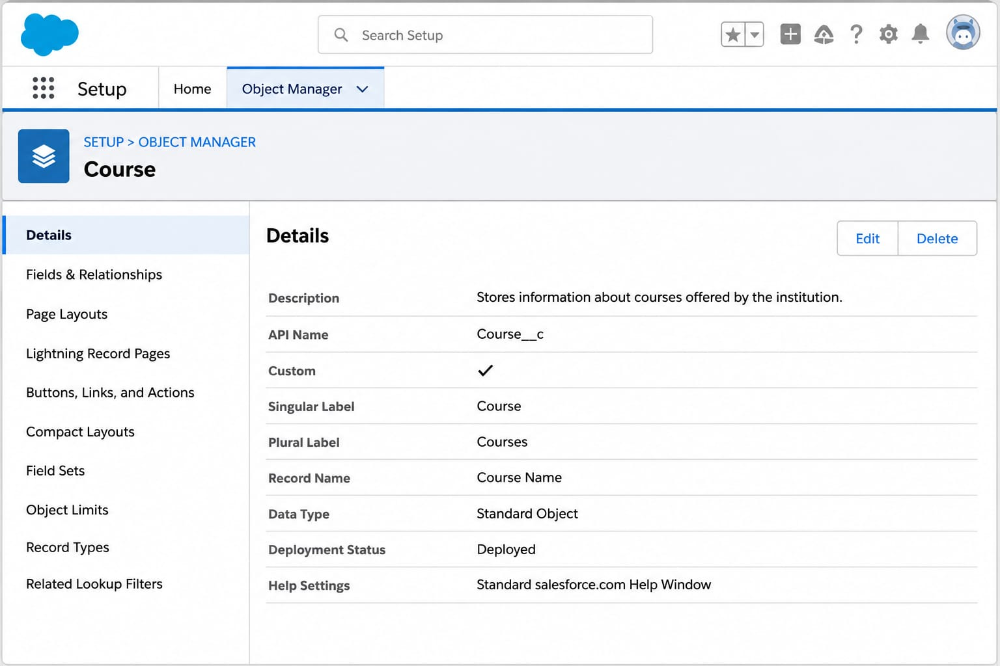 Search Setup
Setup
Home
Object Manager
SETUP > OBJECT MANAGER
Course
Details
Fields & Relationships
Page Layouts
Lightning Record Pages
Buttons, Links, and Actions
Compact Layouts
Field Sets
Object Limits
Record Types
Related Lookup Filters
Details
Edit
Delete
Description Stores information about courses offered by the institution.
API Name Course__c
Custom
Singular Label Course
Plural Label Courses
Record Name Course Name
Data Type Standard Object
Deployment Status Deployed
Help Settings Standard salesforce.com Help Window